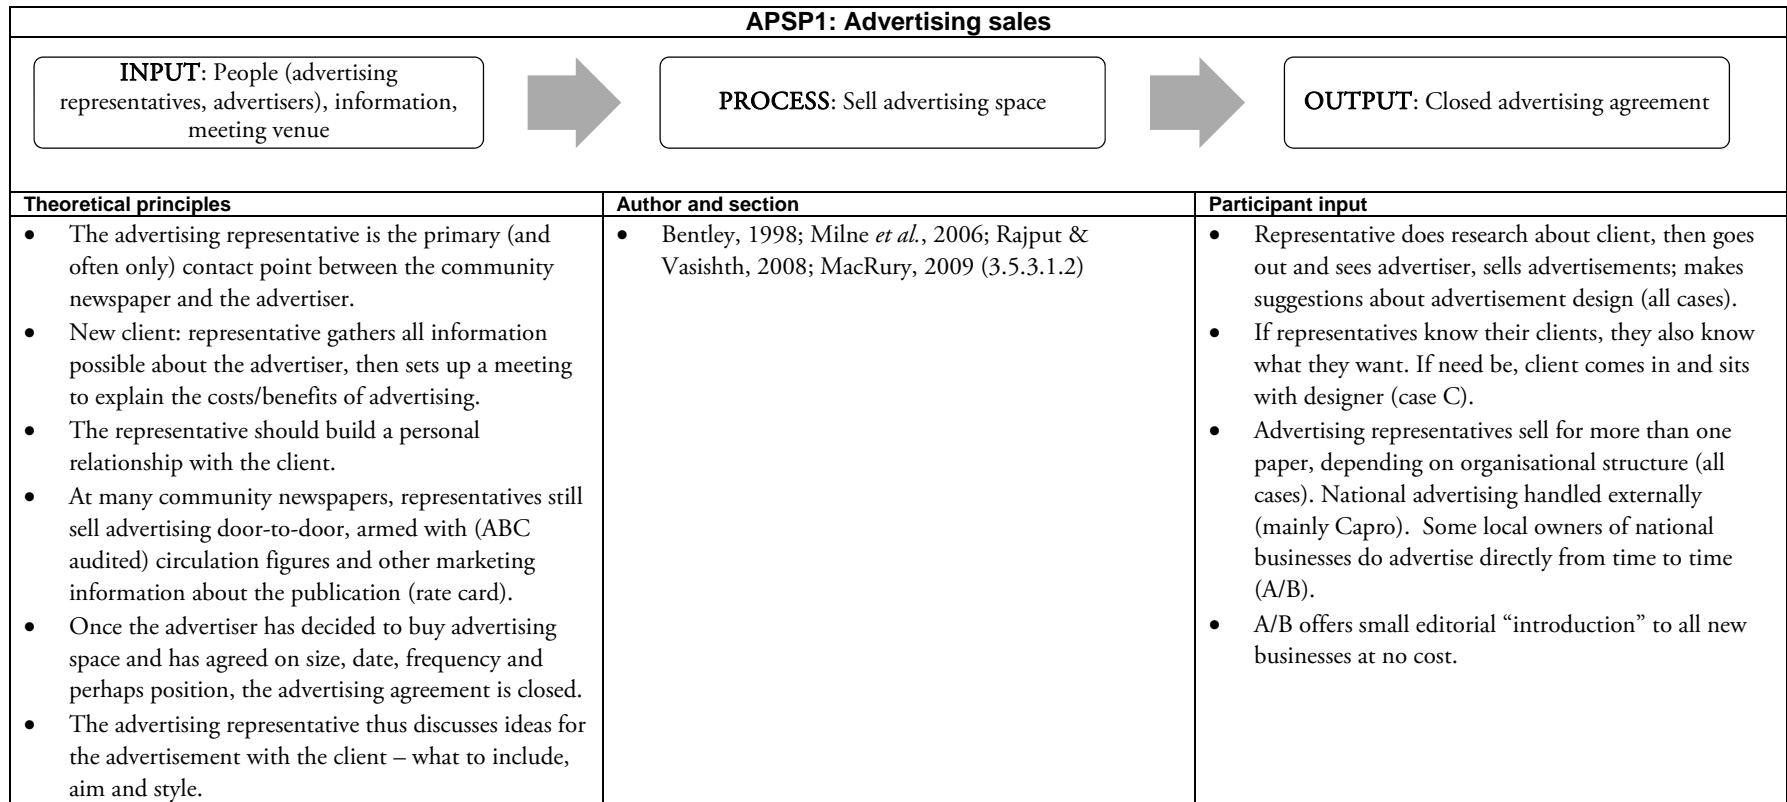 APSP1: Advertising sales
INPUT: People (advertising
representatives, advertisers), information,
meeting venue
PROCESS: Sell advertising space
OUTPUT: Closed advertising agreement
Theoretical principles
• The advertising representative is the primary (and
often only) contact point between the community
newspaper and the advertiser.
• New client: representative gathers all information
possible about the advertiser, then sets up a meeting
to explain the costs/benefits of advertising.
• The representative should build a personal
relationship with the client.
• At many community newspapers, representatives still
sell advertising door-to-door, armed with (ABC
audited) circulation figures and other marketing
information about the publication (rate card).
• Once the advertiser has decided to buy advertising
space and has agreed on size, date, frequency and
perhaps position, the advertising agreement is closed.
• The advertising representative thus discusses ideas for
the advertisement with the client – what to include,
aim and style.
Author and section
• Bentley, 1998; Milne et al., 2006; Rajput &
Vasishth, 2008; MacRury, 2009 (3.5.3.1.2)
Participant input
• Representative does research about client, then goes
out and sees advertiser, sells advertisements; makes
suggestions about advertisement design (all cases).
• If representatives know their clients, they also know
what they want. If need be, client comes in and sits
with designer (case C).
• Advertising representatives sell for more than one
paper, depending on organisational structure (all
cases). National advertising handled externally
(mainly Capro). Some local owners of national
businesses do advertise directly from time to time
(A/B).
• A/B offers small editorial “introduction” to all new
businesses at no cost.